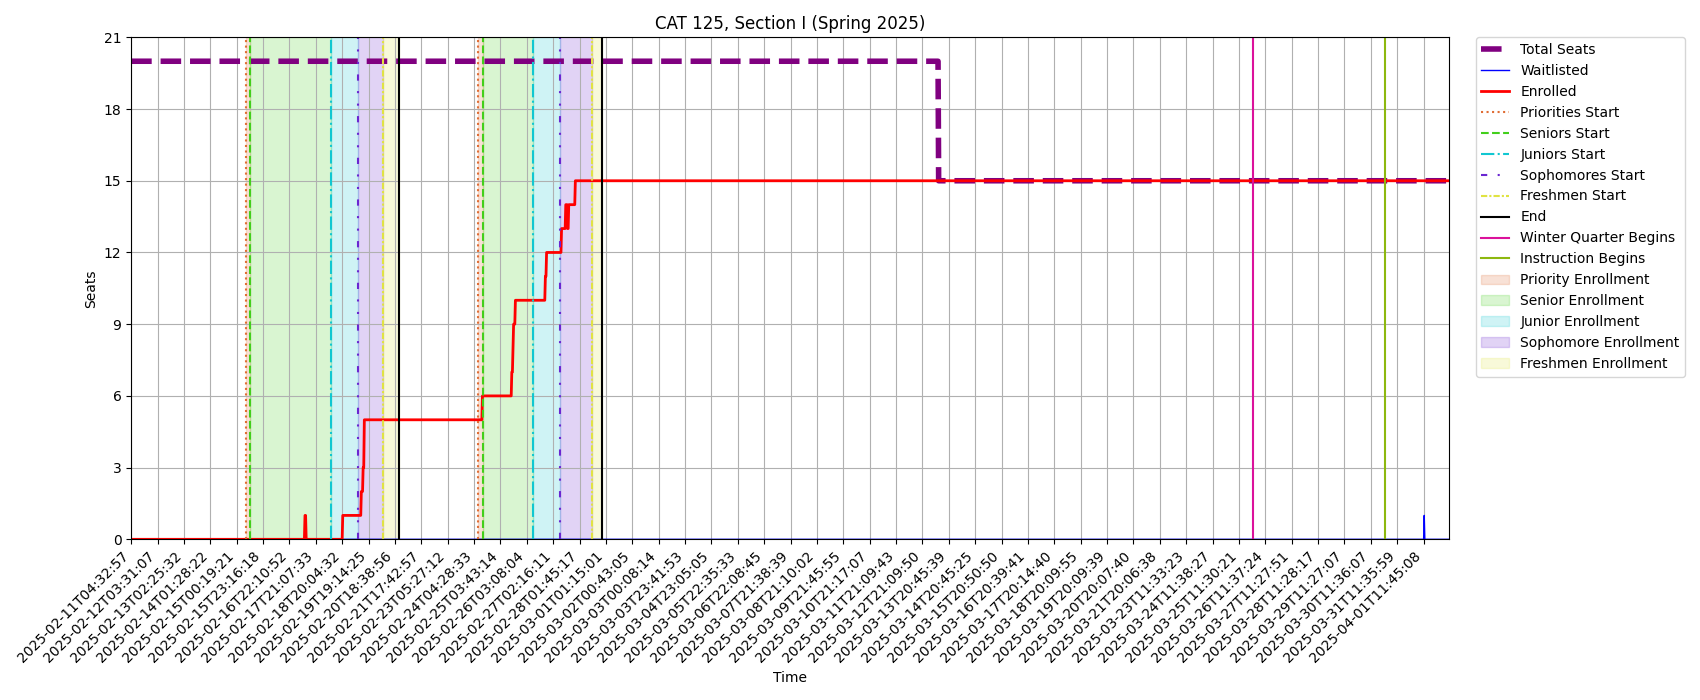 CAT 125, Section I (Spring 2025)
21
18
15
12
9
6
3
0
Seats
2025-02-11T04:32:57
2025-02-12T03:31:07
2025-02-13T02:25:32
2025-02-14T01:28:22
2025-02-15T00:19:21
2025-02-15T23:16:18
2025-02-16T22:10:52
2025-02-17T21:07:33
2025-02-18T20:04:32
2025-02-19T19:14:25
2025-02-20T18:38:56
2025-02-21T17:42:57
2025-02-23T05:27:12
2025-02-24T04:28:33
2025-02-25T03:43:14
2025-02-26T03:08:04
2025-02-27T02:16:11
2025-02-28T01:45:17
2025-03-01T01:15:01
2025-03-02T00:43:05
2025-03-03T00:08:14
2025-03-03T23:41:53
2025-03-04T23:05:05
2025-03-05T22:35:33
2025-03-06T22:08:45
2025-03-07T21:38:39
2025-03-08T21:10:02
2025-03-09T21:45:55
2025-03-10T21:17:07
2025-03-11T21:09:43
2025-03-12T21:09:50
2025-03-13T20:45:39
2025-03-14T20:45:25
2025-03-15T20:50:50
2025-03-16T20:39:41
2025-03-17T20:14:40
2025-03-18T20:09:55
2025-03-19T20:09:39
2025-03-20T20:07:40
2025-03-21T20:06:38
2025-03-23T11:33:23
2025-03-24T11:38:27
2025-03-25T11:30:21
2025-03-26T11:37:24
2025-03-27T11:27:51
2025-03-28T11:28:17
2025-03-29T11:27:07
2025-03-30T11:36:07
2025-03-31T11:35:59
2025-04-01T11:45:08
Time
Total Seats
Waitlisted
Enrolled
Priorities Start
Seniors Start
Juniors Start
Sophomores Start
Freshmen Start
End
Winter Quarter Begins
Instruction Begins
Priority Enrollment
Senior Enrollment
Junior Enrollment
Sophomore Enrollment
Freshmen Enrollment